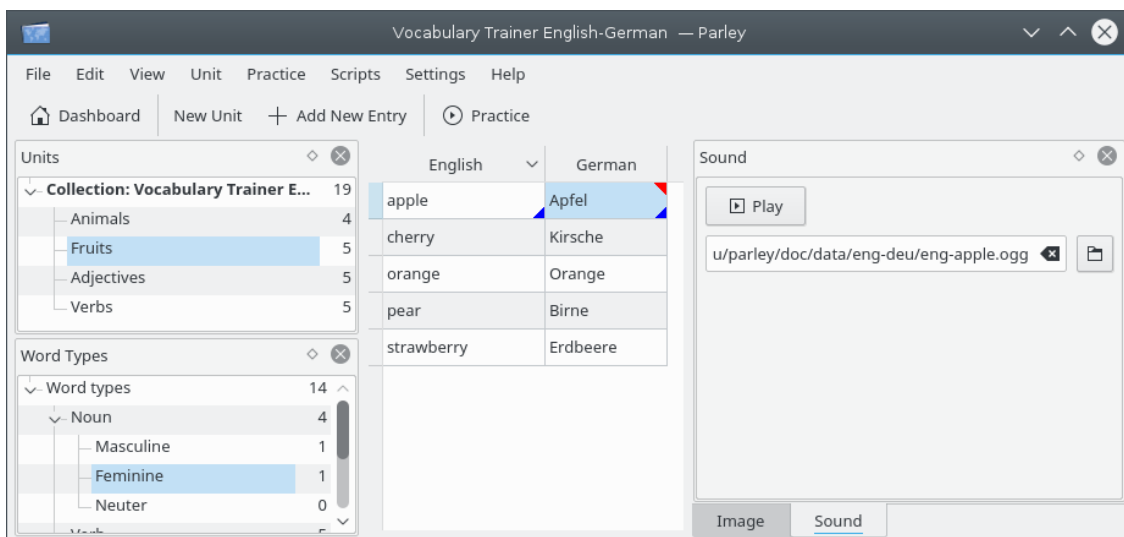 Vocabulary Trainer English-German — Parley
File Edit View Unit Practice Scripts Settings Help
Dashboard New Unit Add New Entry Practice
Units
Collection: Vocabulary Trainer E... 19
Animals 4
Fruits 5
Adjectives 5
Verbs 5
Word Types
Word types 14
Noun 4
Masculine 1
Feminine 1
Neuter 0
Verb 5
English German
apple Apfel
cherry Kirsche
orange Orange
pear Birne
strawberry Erdbeere
Sound
Play
u/parley/doc/data/eng-deu/eng-apple.ogg
Image Sound